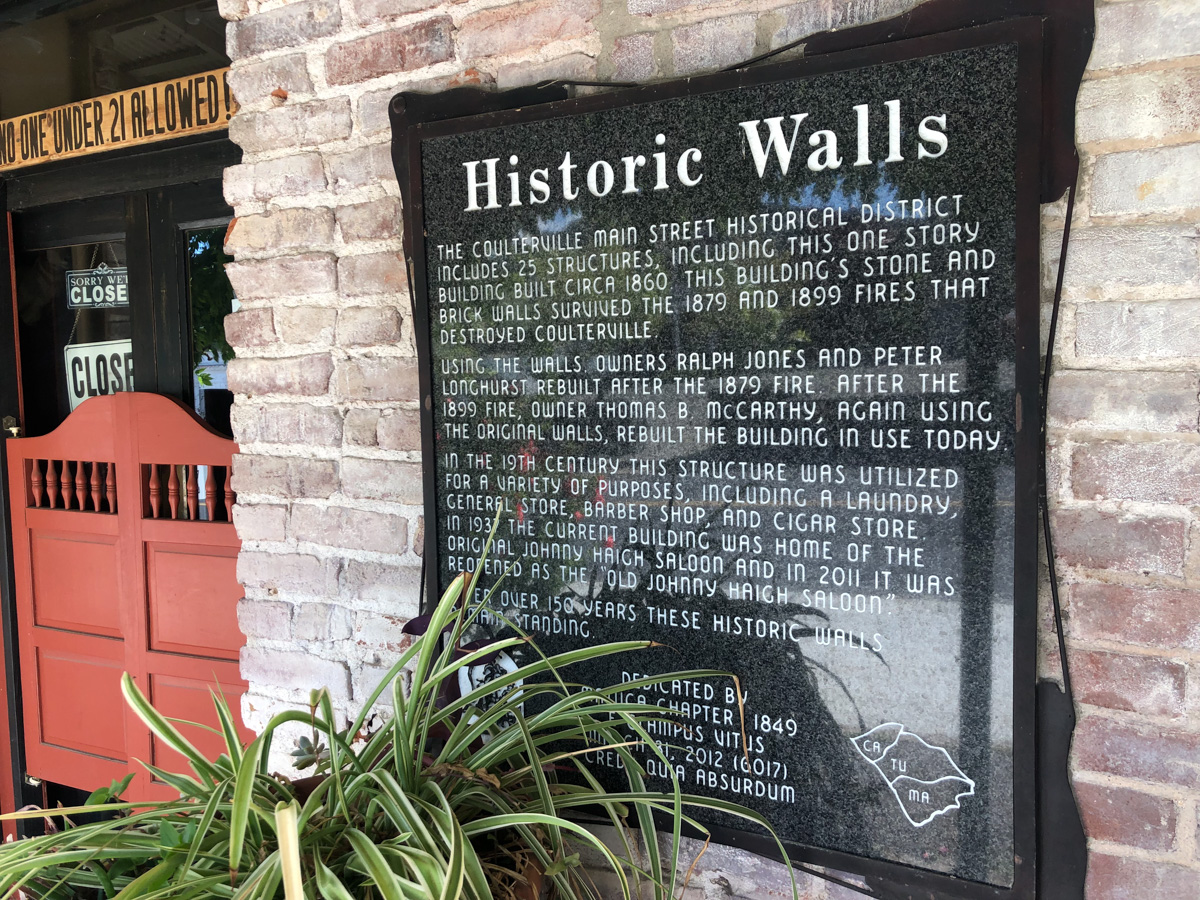 NO ONE UNDER 21 ALLOWED!
SORRY WE'
CLOSE
CLOSE
Historic Walls
THE COULTERVILLE MAIN STREET HISTORICAL DISTRICT
INCLUDES 25 STRUCTURES, INCLUDING THIS ONE STORY
BUILDING BUILT CIRCA 1860. THIS BUILDING'S STONE AND
BRICK WALLS SURVIVED THE 1879 AND 1899 FIRES THAT
DESTROYED COULTERVILLE.
USING THE WALLS, OWNERS RALPH JONES AND PETER
LONGHURST REBUILT AFTER THE 1879 FIRE. AFTER THE
1899 FIRE, OWNER THOMAS B. McCARTHY, AGAIN USING
THE ORIGINAL WALLS, REBUILT THE BUILDING IN USE TODAY.
IN THE 19TH CENTURY THIS STRUCTURE WAS UTILIZED
FOR A VARIETY OF PURPOSES, INCLUDING A LAUNDRY,
GENERAL STORE, BARBER SHOP, AND CIGAR STORE.
IN 1937 THE CURRENT BUILDING WAS HOME OF THE
ORIGINAL JOHNNY HAIGH SALOON AND IN 2011 IT WAS
REOPENED AS THE "OLD JOHNNY HAIGH SALOON".
OVER 150 YEARS THESE HISTORIC WALLS
STANDING.
DEDICATED BY
CHAPTER 1849
CAMPUS VITUS
2012 (6017)
CREDO QUIA ABSURDUM
CA
TU
MA